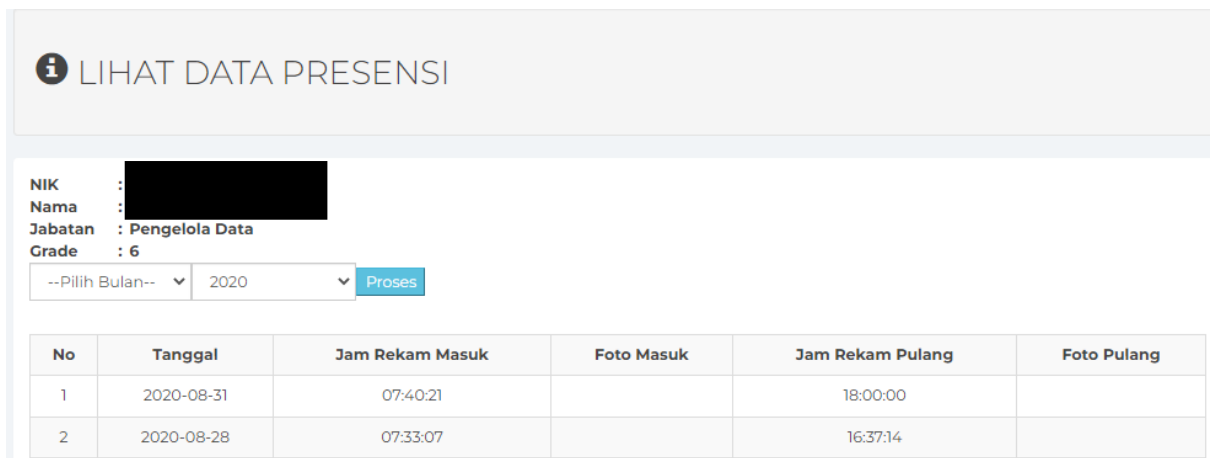 LIHAT DATA PRESENSI
NIK :
Nama :
Jabatan : Pengelola Data
Grade : 6
--Pilih Bulan-- 2020 Proses
No Tanggal Jam Rekam Masuk Foto Masuk Jam Rekam Pulang Foto Pulang
1 2020-08-31 07:40:21 18:00:00
2 2020-08-28 07:33:07 16:37:14